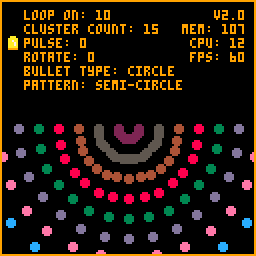 LOOP ON: 10 V2.0
CLUSTER COUNT: 15 MEM: 107
PULSE: 0 CPU: 12
ROTATE: 0 FPS: 60
BULLET TYPE: CIRCLE
PATTERN: SEMI-CIRCLE